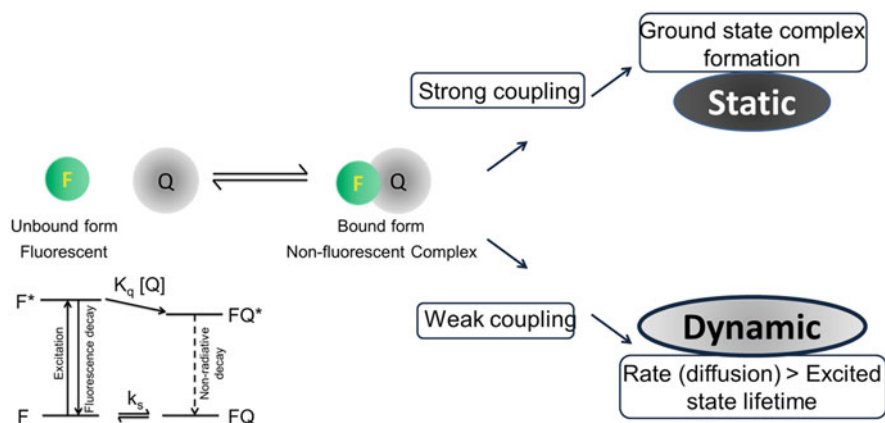 Ground state complex
formation
Static
Strong coupling
F
Q
F
Q
Unbound form
Fluorescent
Bound form
Non-fluorescent Complex
F*
Kq [Q]
FQ*
Excitation
Fluorescence decay
Non-radiative
decay
ks
F
FQ
Weak coupling
Dynamic
Rate (diffusion) > Excited
state lifetime